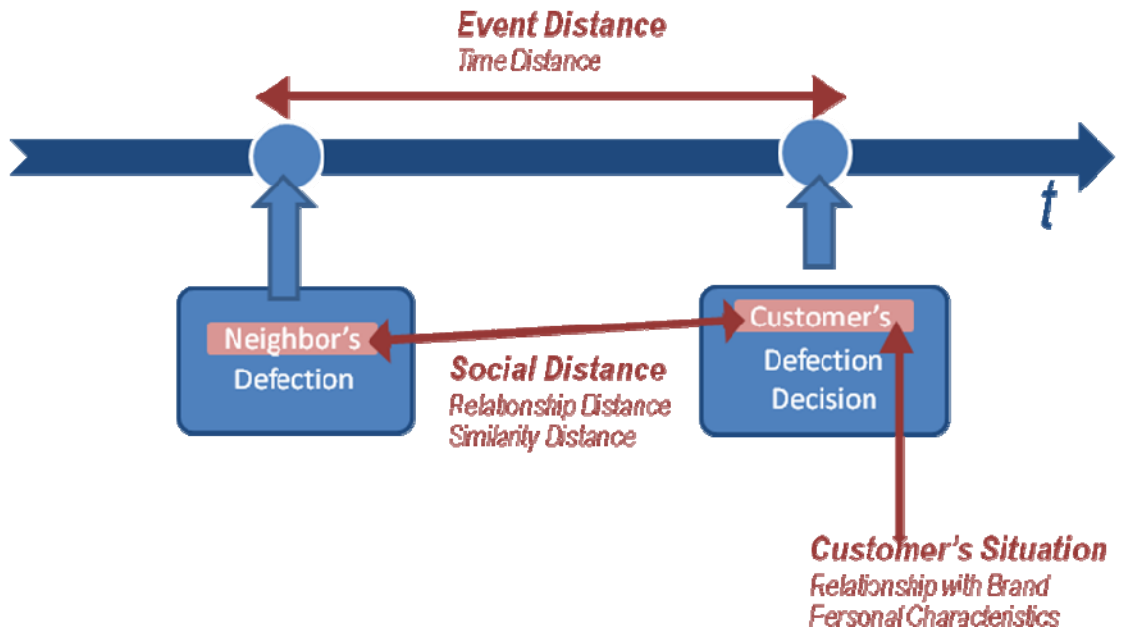 Event Distance
Time Distance
t
Neighbor's
Defection
Social Distance
Relationship Distance
Similarity Distance
Customer's
Defection
Decision
Customer's Situation
Relationship with Brand
Personal Characteristics